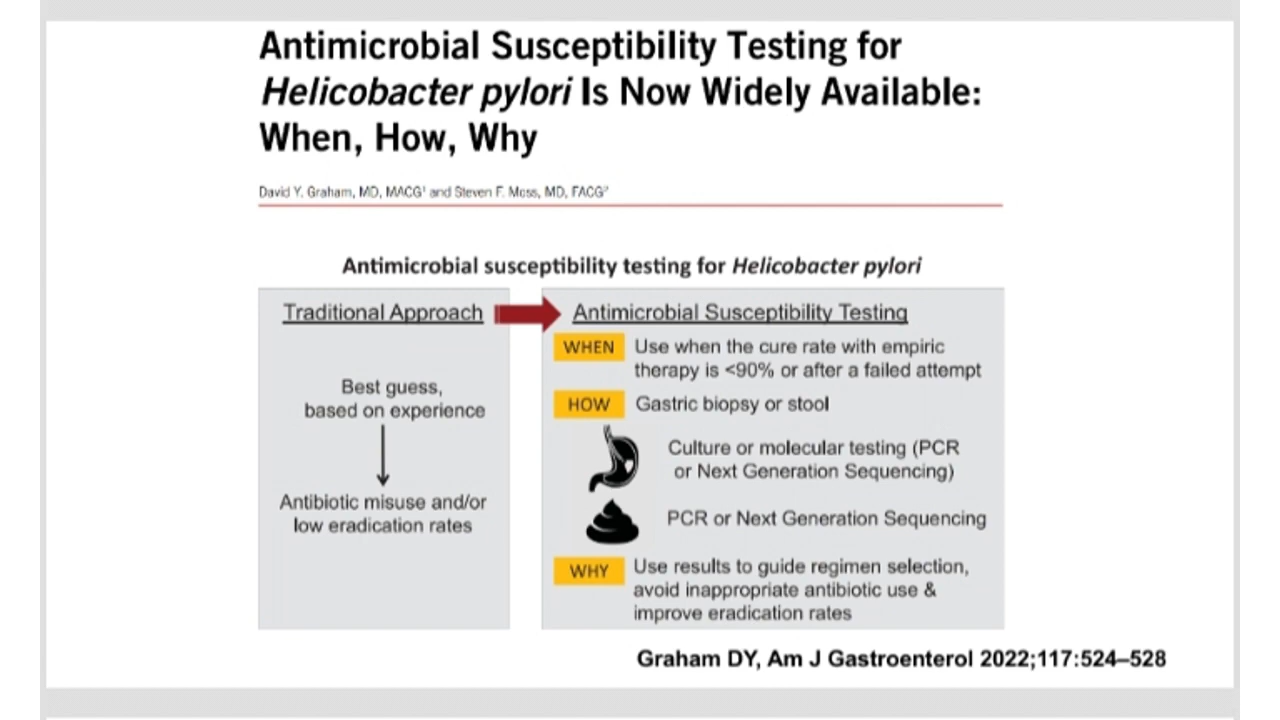 Antimicrobial Susceptibility Testing for
Helicobacter pylori Is Now Widely Available:
When, How, Why
David Y. Graham, MD, MACG¹ and Steven F. Moss, MD, FACG²
Antimicrobial susceptibility testing for Helicobacter pylori
Traditional Approach
Best guess,
based on experience
Antibiotic misuse and/or
low eradication rates
Antimicrobial Susceptibility Testing
WHEN
Use when the cure rate with empiric
therapy is <90% or after a failed attempt
HOW
Gastric biopsy or stool
Culture or molecular testing (PCR
or Next Generation Sequencing)
PCR or Next Generation Sequencing
WHY
Use results to guide regimen selection,
avoid inappropriate antibiotic use &
improve eradication rates
Graham DY, Am J Gastroenterol 2022;117:524–528